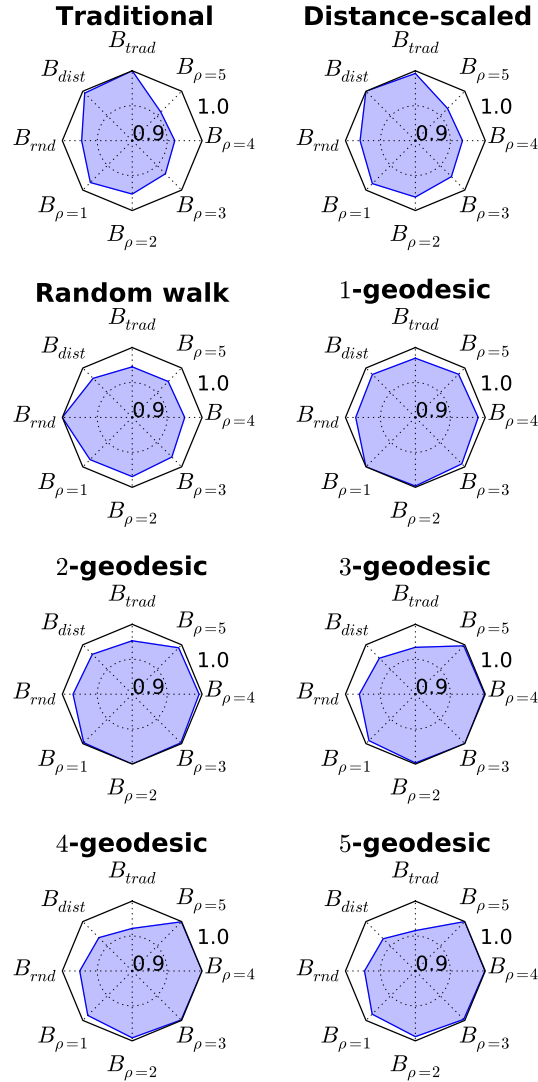 Traditional
B_trad
B_dist
B_ρ=5
1.0
0.9
B_rnd
B_ρ=4
B_ρ=1
B_ρ=3
B_ρ=2
Distance-scaled
B_trad
B_dist
B_ρ=5
1.0
0.9
B_rnd
B_ρ=4
B_ρ=1
B_ρ=3
B_ρ=2
Random walk
B_trad
B_dist
B_ρ=5
1.0
0.9
B_rnd
B_ρ=4
B_ρ=1
B_ρ=3
B_ρ=2
1-geodesic
B_trad
B_dist
B_ρ=5
1.0
0.9
B_rnd
B_ρ=4
B_ρ=1
B_ρ=3
B_ρ=2
2-geodesic
B_trad
B_dist
B_ρ=5
1.0
0.9
B_rnd
B_ρ=4
B_ρ=1
B_ρ=3
B_ρ=2
3-geodesic
B_trad
B_dist
B_ρ=5
1.0
0.9
B_rnd
B_ρ=4
B_ρ=1
B_ρ=3
B_ρ=2
4-geodesic
B_trad
B_dist
B_ρ=5
1.0
0.9
B_rnd
B_ρ=4
B_ρ=1
B_ρ=3
B_ρ=2
5-geodesic
B_trad
B_dist
B_ρ=5
1.0
0.9
B_rnd
B_ρ=4
B_ρ=1
B_ρ=3
B_ρ=2